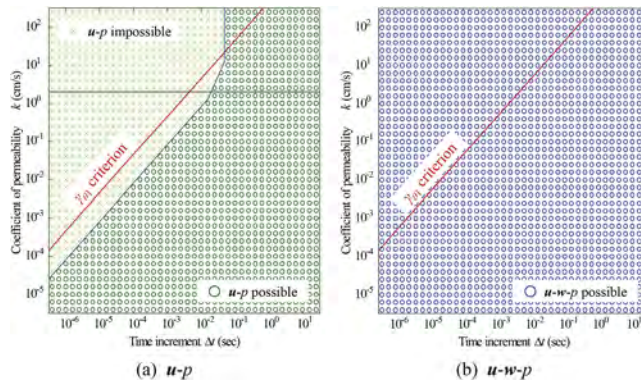 10²
10¹
10⁰
10⁻¹
10⁻²
10⁻³
10⁻⁴
10⁻⁵
Coefficient of permeability k (cm/s)
u-p impossible
γm criterion
u-p possible
10⁻⁶ 10⁻⁵ 10⁻⁴ 10⁻³ 10⁻² 10⁻¹ 10⁰ 10¹
Time increment Δt (sec)
(a) u-p
10²
10¹
10⁰
10⁻¹
10⁻²
10⁻³
10⁻⁴
10⁻⁵
Coefficient of permeability k (cm/s)
criterion
u-w-p possible
10⁻⁶ 10⁻⁵ 10⁻⁴ 10⁻³ 10⁻² 10⁻¹ 10⁰ 10¹
Time increment Δt (sec)
(b) u-w-p